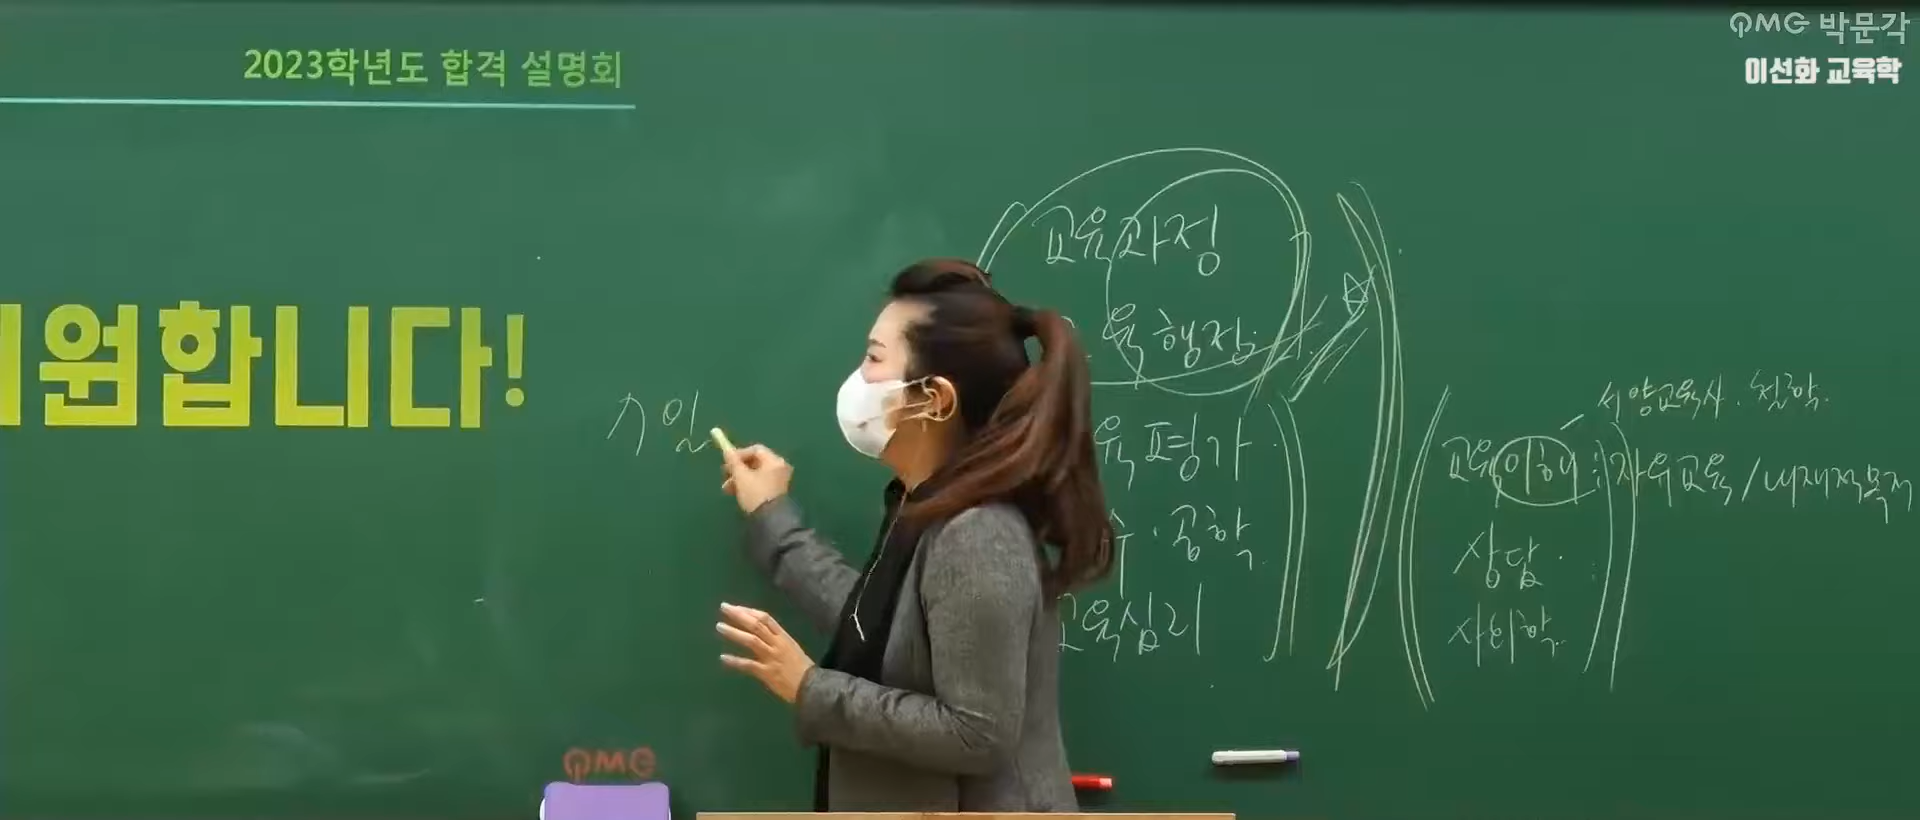 PMG 박문각
이선화 교육학
2023학년도 합격 설명회
원합니다!
교육과정
육행정
육평가
수·공학
교육심리
서양교육사·철학
교육이해 : 자유교육/내재적목적
상담
사회학
PMG